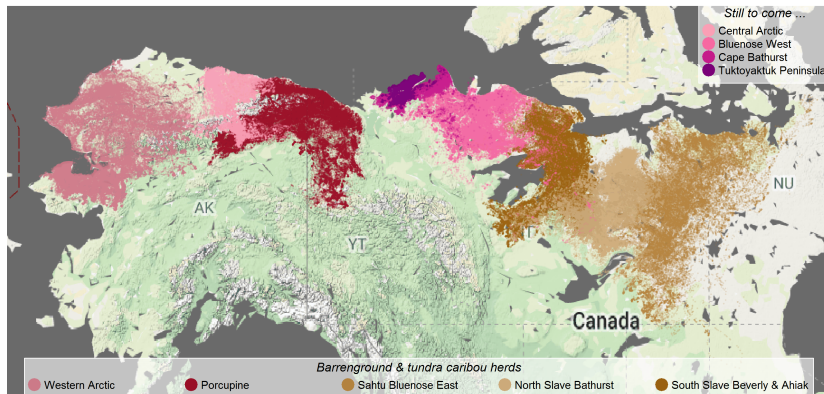 Still to come ...
Central Arctic
Bluenose West
Cape Bathurst
Tuktoyaktuk Peninsula
NU
AK
YT
Canada
Barrenground & tundra caribou herds
Western Arctic
Porcupine
Sahtu Bluenose East
North Slave Bathurst
South Slave Beverly & Ahiak